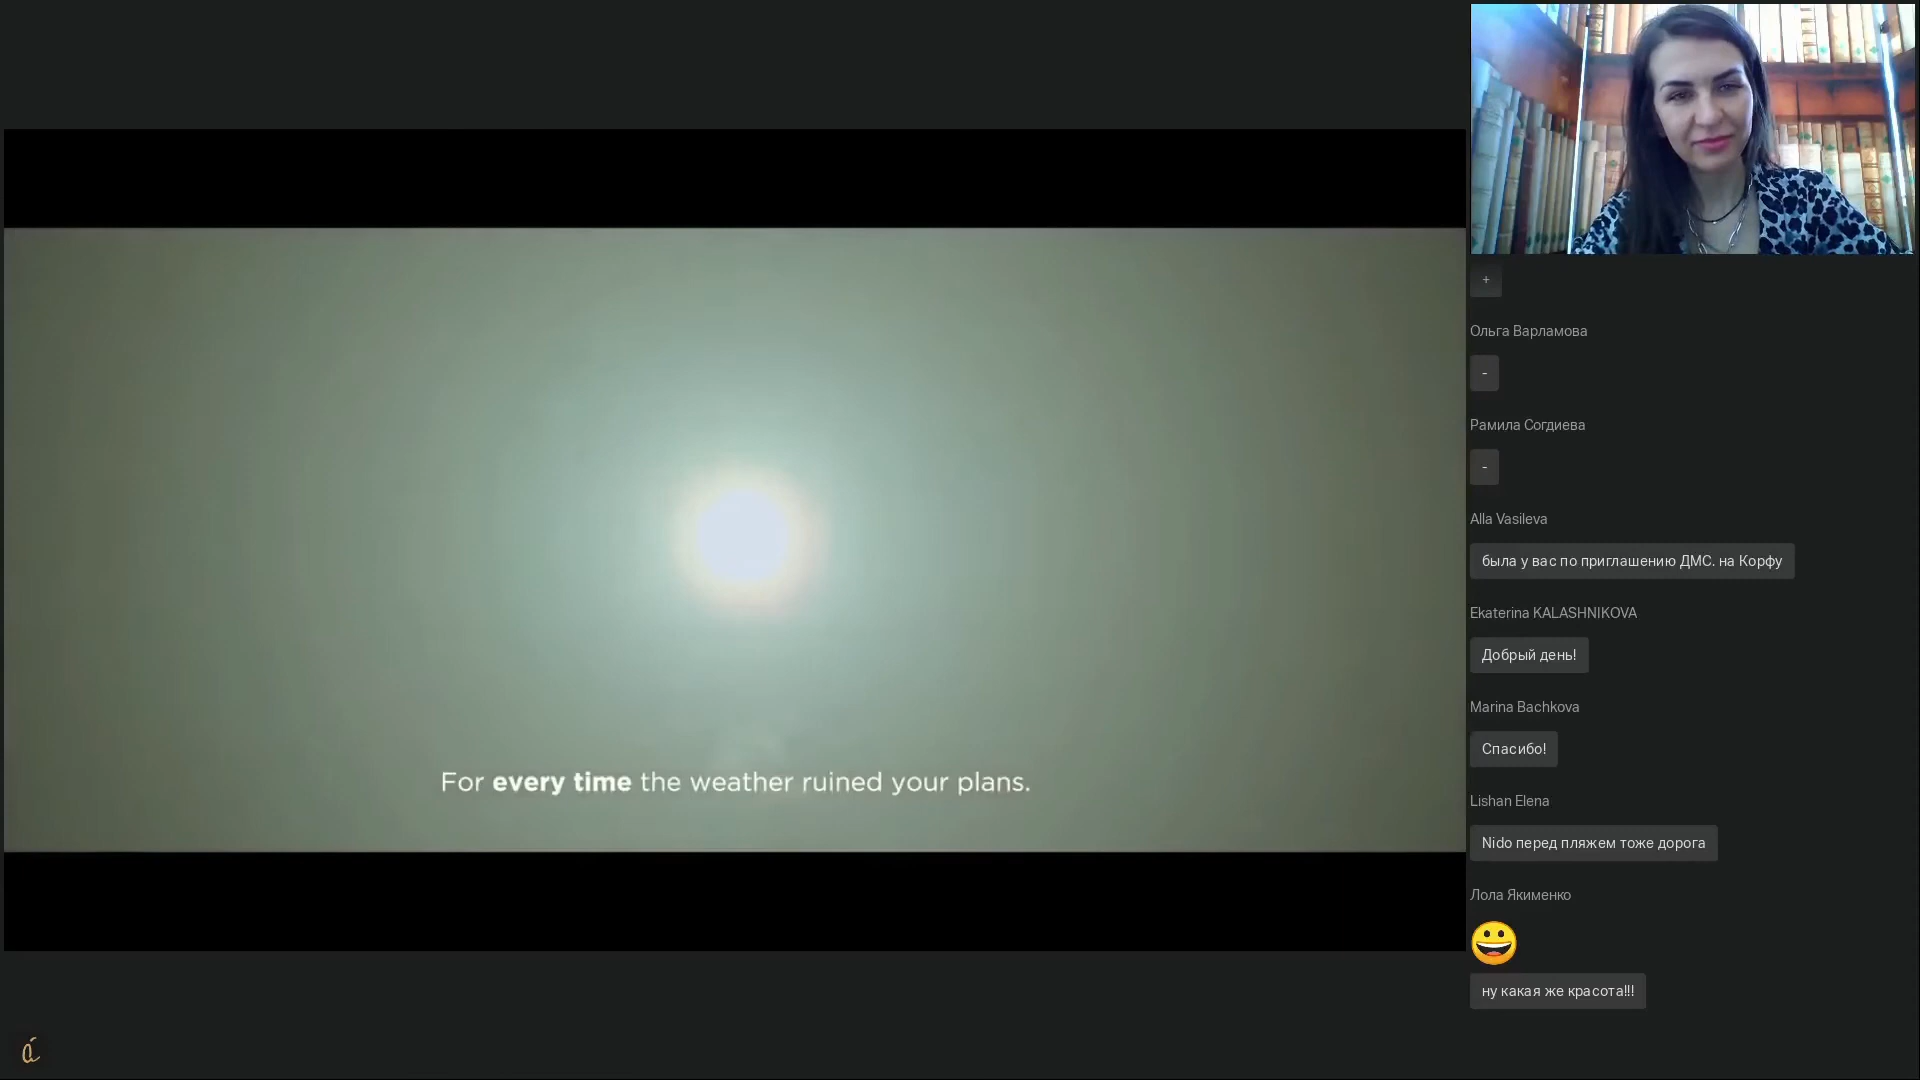 For every time the weather ruined your plans.
+
Ольга Варламова
-
Рамила Согдиева
-
Alla Vasileva
была у вас по приглашению ДМС. на Корфу
Ekaterina KALASHNIKOVA
Добрый день!
Marina Bachkova
Спасибо!
Lishan Elena
Nido перед пляжем тоже дорога
Лола Якименко
ну какая же красота!!!
á